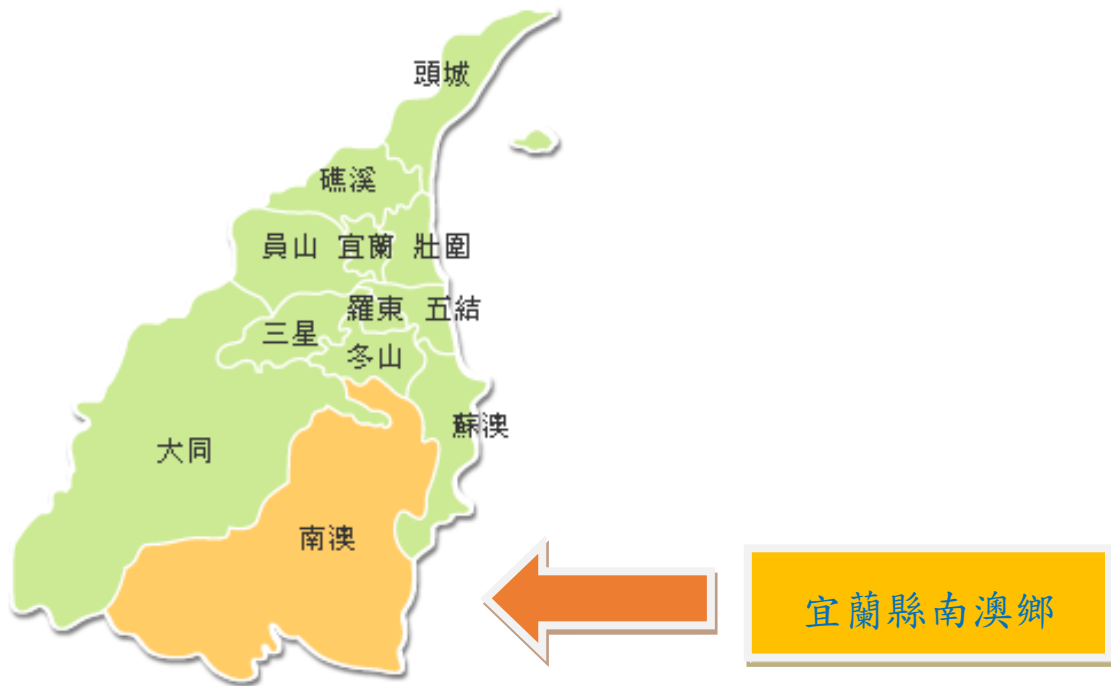 頭城
礁溪
員山 宜蘭 壯圍
羅東 五結
三星
冬山
蘇澳
大同
南澳
宜蘭縣南澳鄉